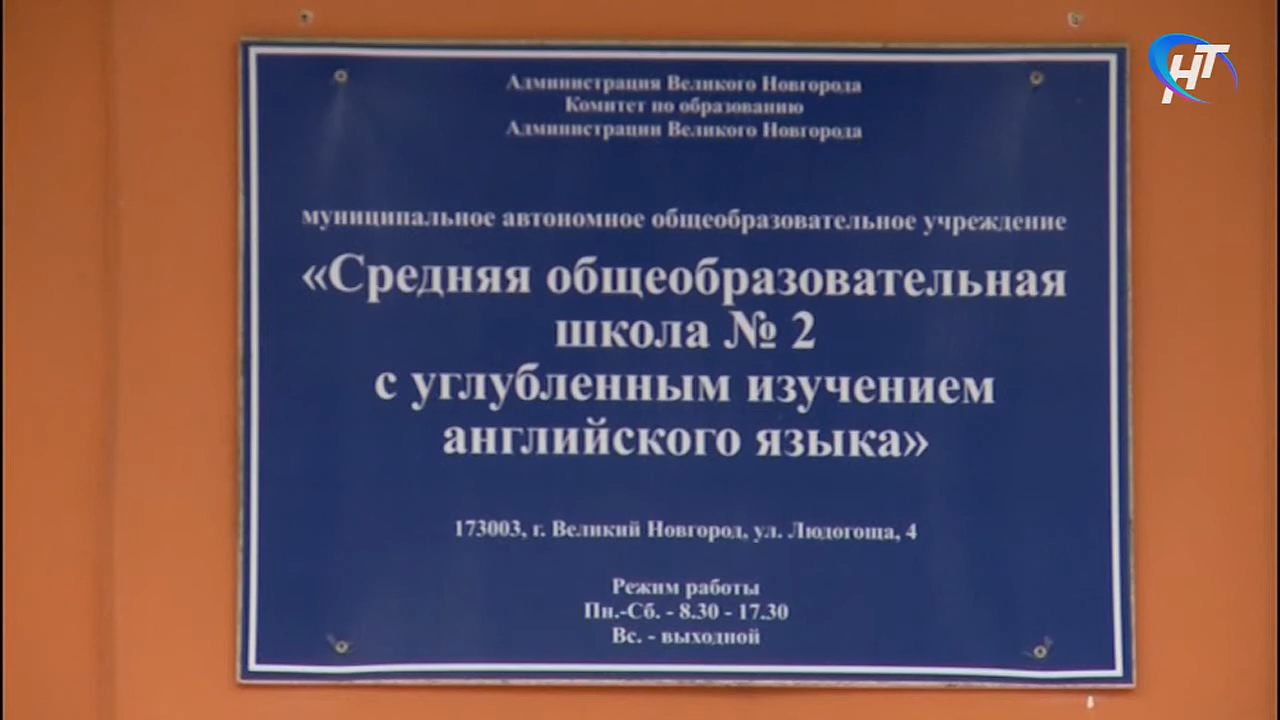 НТ
Администрация Великого Новгорода
Комитет по образованию
Администрации Великого Новгорода
муниципальное автономное общеобразовательное учреждение
«Средняя общеобразовательная
школа № 2
с углубленным изучением
английского языка»
173003, г. Великий Новгород, ул. Людогоща, 4
Режим работы
Пн.-Сб. - 8.30 - 17.30
Вс. - выходной